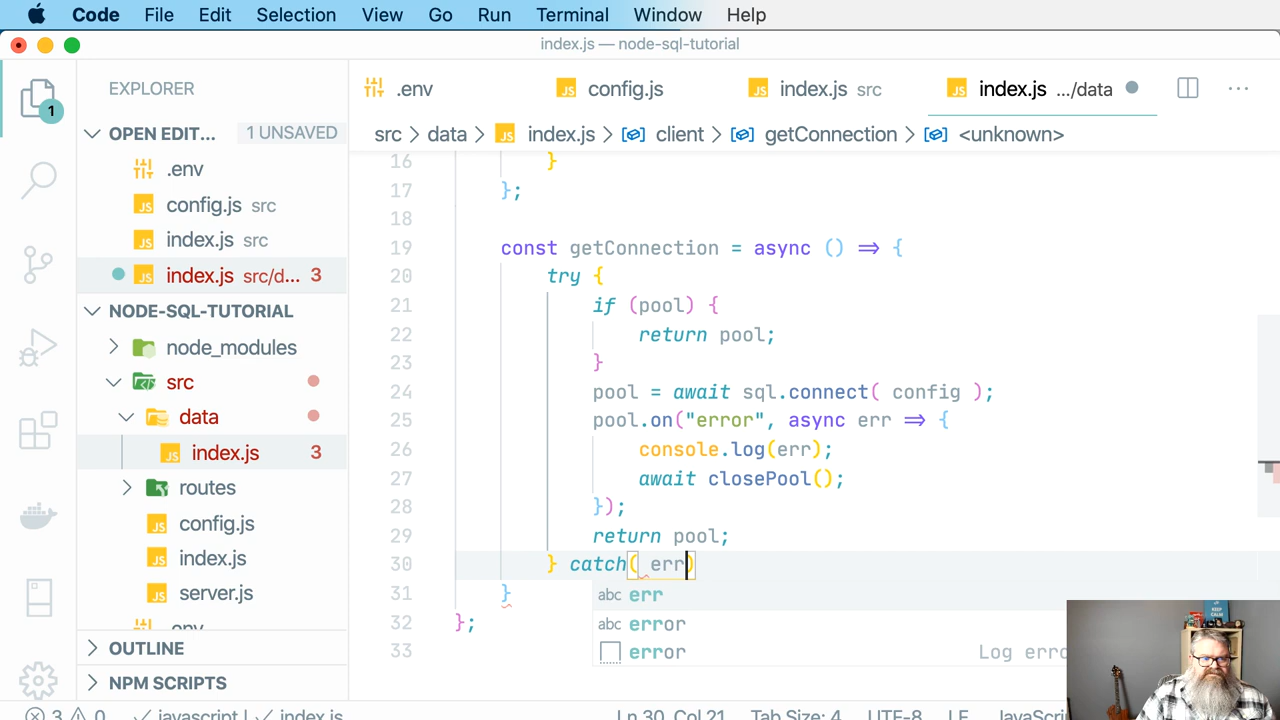 Code File Edit Selection View Go Run Terminal Window Help
index.js — node-sql-tutorial
EXPLORER
OPEN EDIT... 1 UNSAVED
.env
config.js src
index.js src
index.js src/d... 3
NODE-SQL-TUTORIAL
node_modules
src
data
index.js 3
routes
config.js
index.js
server.js
.env
OUTLINE
NPM SCRIPTS
1
.env config.js index.js src index.js .../data
src > data > index.js > client > getConnection > <unknown>
16 }
17 };
18
19 const getConnection = async () => {
20 try {
21 if (pool) {
22 return pool;
23 }
24 pool = await sql.connect( config );
25 pool.on("error", async err => {
26 console.log(err);
27 await closePool();
28 });
29 return pool;
30 } catch( err)
31 }
32 };
33
abc err
abc error
error Log erro
KEEP CALM
3 0 javascript | index.js Ln 30, Col 21 Tab Size: 4 UTF-8 LF JavaScri